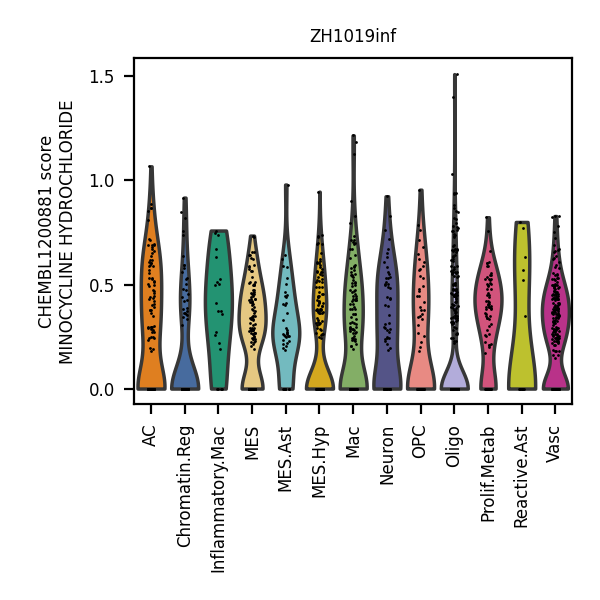 ZH1019inf
CHEMBL1200881 score
MINOCYCLINE HYDROCHLORIDE
1.5
1.0
0.5
0.0
AC
Chromatin.Reg
Inflammatory.Mac
MES
MES.Ast
MES.Hyp
Mac
Neuron
OPC
Oligo
Prolif.Metab
Reactive.Ast
Vasc